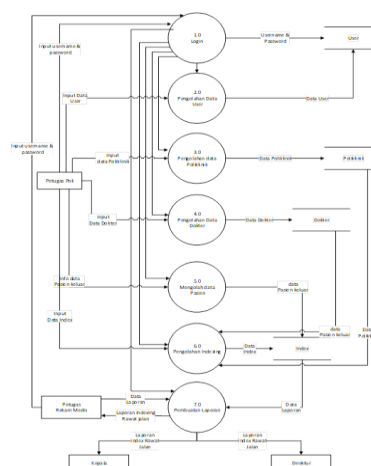 1.0
Login
Username &
Password
User
Input username &
password
2.0
Pengolahan Data
User
Input Data
User
Data User
Input username &
password
3.0
Pengolahan data
Poliklinik
Input
data Poliklinik
Data Poliklinik
Poliklinik
Petugas Poli
4.0
Pengolahan Data
Dokter
Input
Data Dokter
Data Dokter
Dokter
5.0
Mengolah data
Pasien
Info data
Pasien keluar
data
Pasien keluar
Input
Data Index
6.0
Pengolahan Indexing
Data
Index
Index
data
Pasien keluar
Data
7.0
Pembuatan Laporan
Petugas
Rekam Medis
Data
Laporan
Laporan Indexing
Rawat jalan
Data
Laporan
Laporan
Index Rawat
Jalan
Laporan
Index Rawat
Jalan
Kepala
Direktur